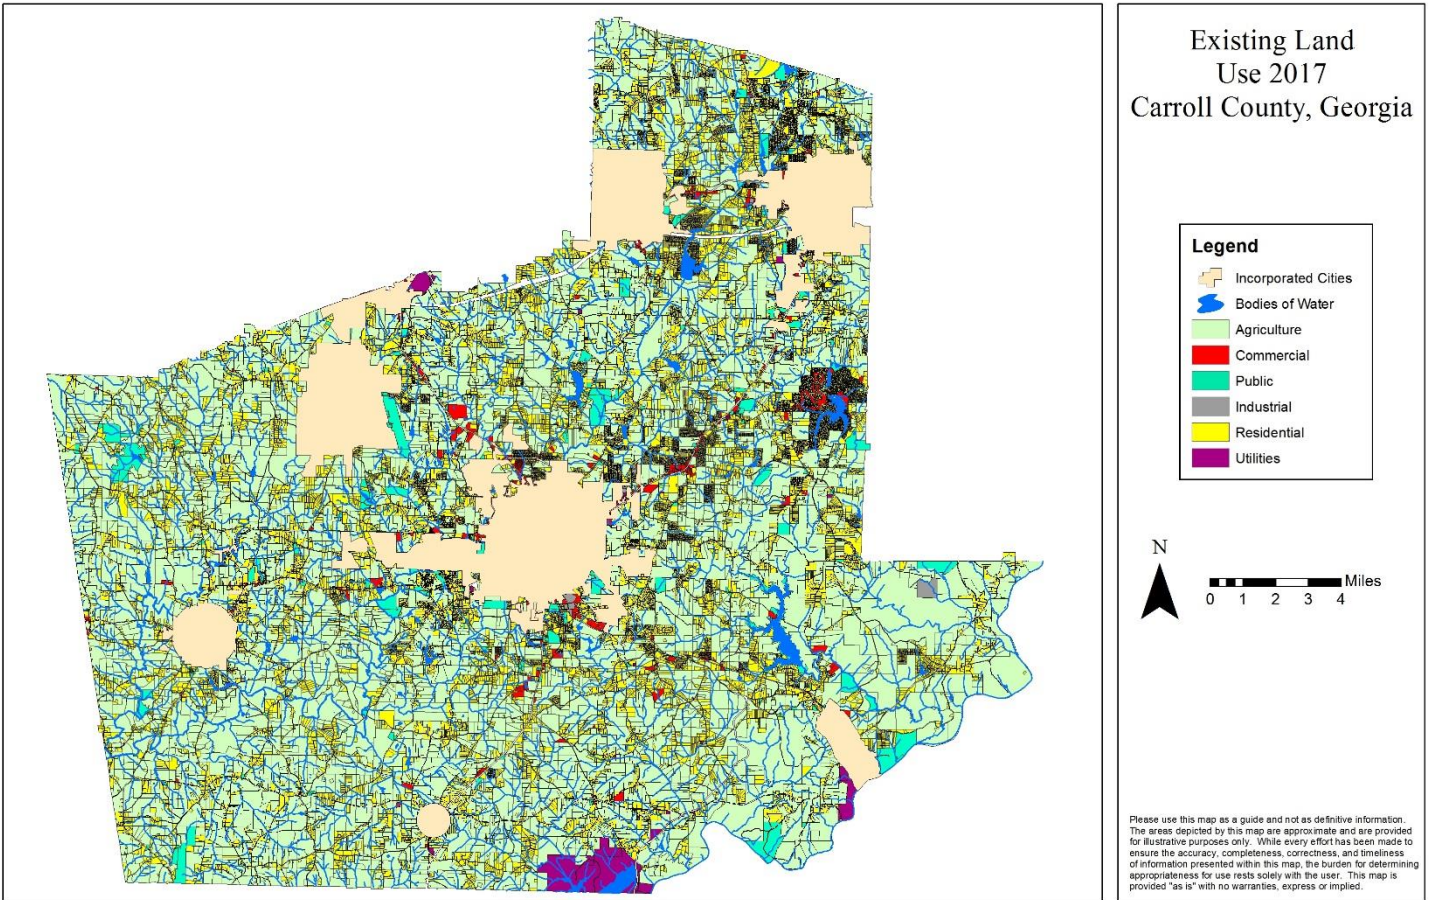 Existing Land
Use 2017
Carroll County, Georgia
Legend
Incorporated Cities
Bodies of Water
Agriculture
Commercial
Public
Industrial
Residential
Utilities
N
Miles
0 1 2 3 4
Please use this map as a guide and not as definitive information.
The areas depicted by this map are approximate and are provided
for illustrative purposes only. While every effort has been made to
ensure the accuracy, completeness, correctness, and timeliness
of information presented within this map, the burden for determining
appropriateness for use rests solely with the user. This map is
provided "as is" with no warranties, express or implied.